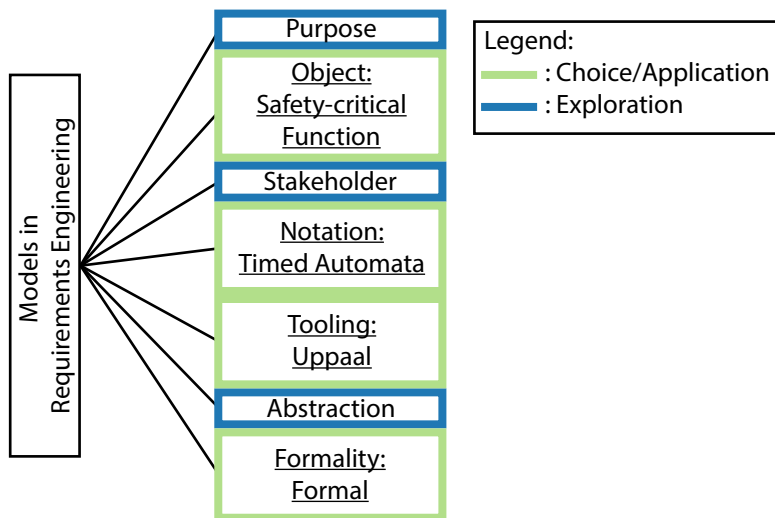 Models in
Requirements Engineering
Purpose
Object:
Safety-critical
Function
Stakeholder
Notation:
Timed Automata
Tooling:
Uppaal
Abstraction
Formality:
Formal
Legend:
: Choice/Application
: Exploration